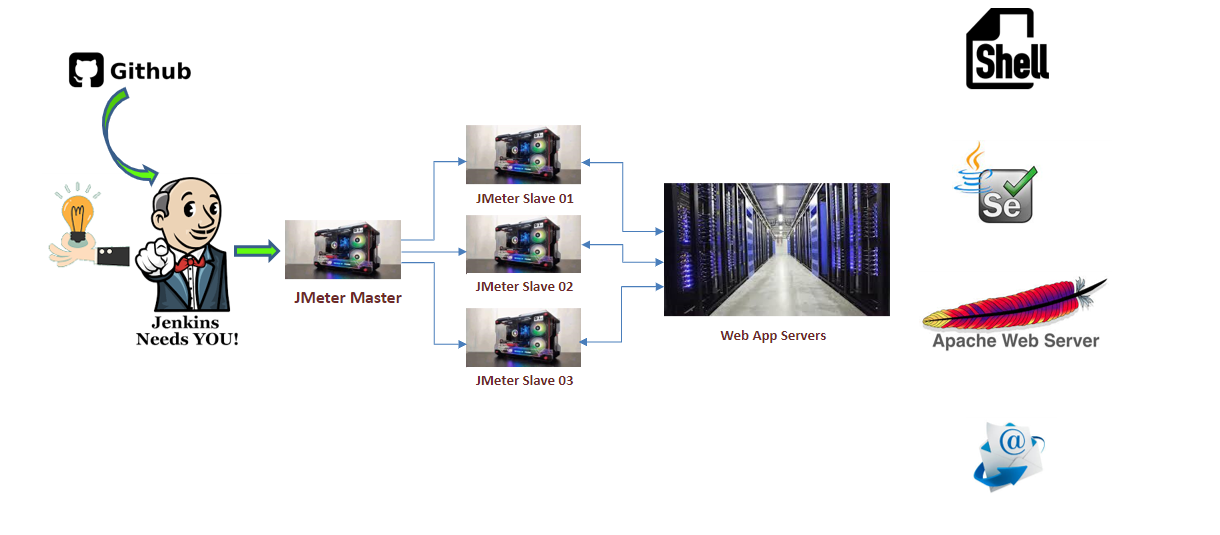 Github
Jenkins
Needs YOU!
JMeter Master
JMeter Slave 01
JMeter Slave 02
JMeter Slave 03
Web App Servers
Shell
Se
Apache Web Server
@